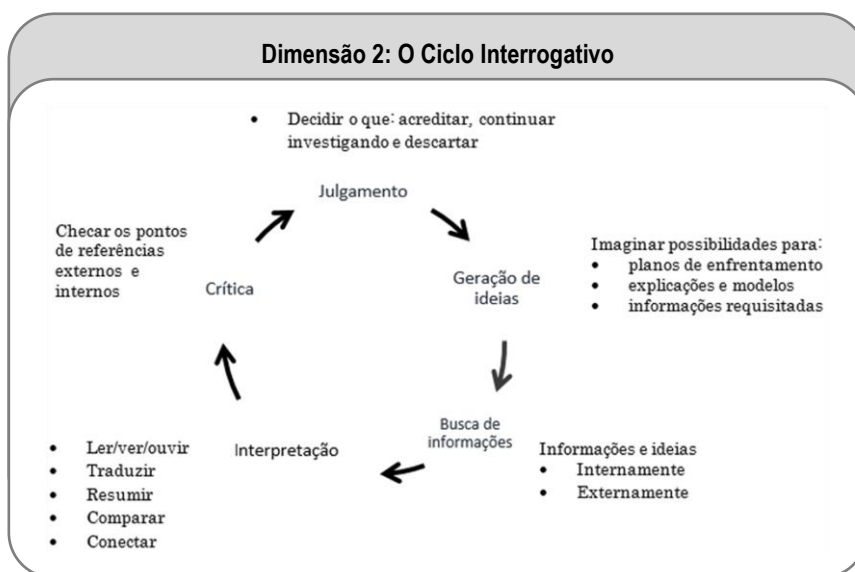 Dimensão 2: O Ciclo Interrogativo
• Decidir o que: acreditar, continuar
investigando e descartar
Julgamento
Checar os pontos
de referências
externos e
internos
Crítica
Geração de
ideias
Imaginar possibilidades para:
• planos de enfrentamento
• explicações e modelos
• informações requisitadas
Busca de
informações
Informações e ideias
• Internamente
• Externamente
Interpretação
• Ler/ver/ouvir
• Traduzir
• Resumir
• Comparar
• Conectar